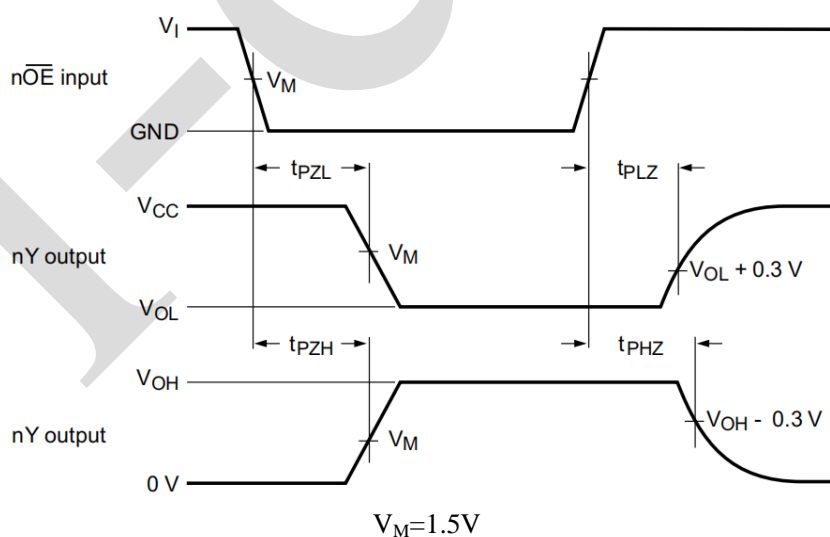 VI
nOE input
VM
GND
tPZL
tPLZ
VCC
nY output
VM
VOL + 0.3 V
VOL
tPZH
tPHZ
VOH
nY output
VM
VOH - 0.3 V
0 V
VM=1.5V